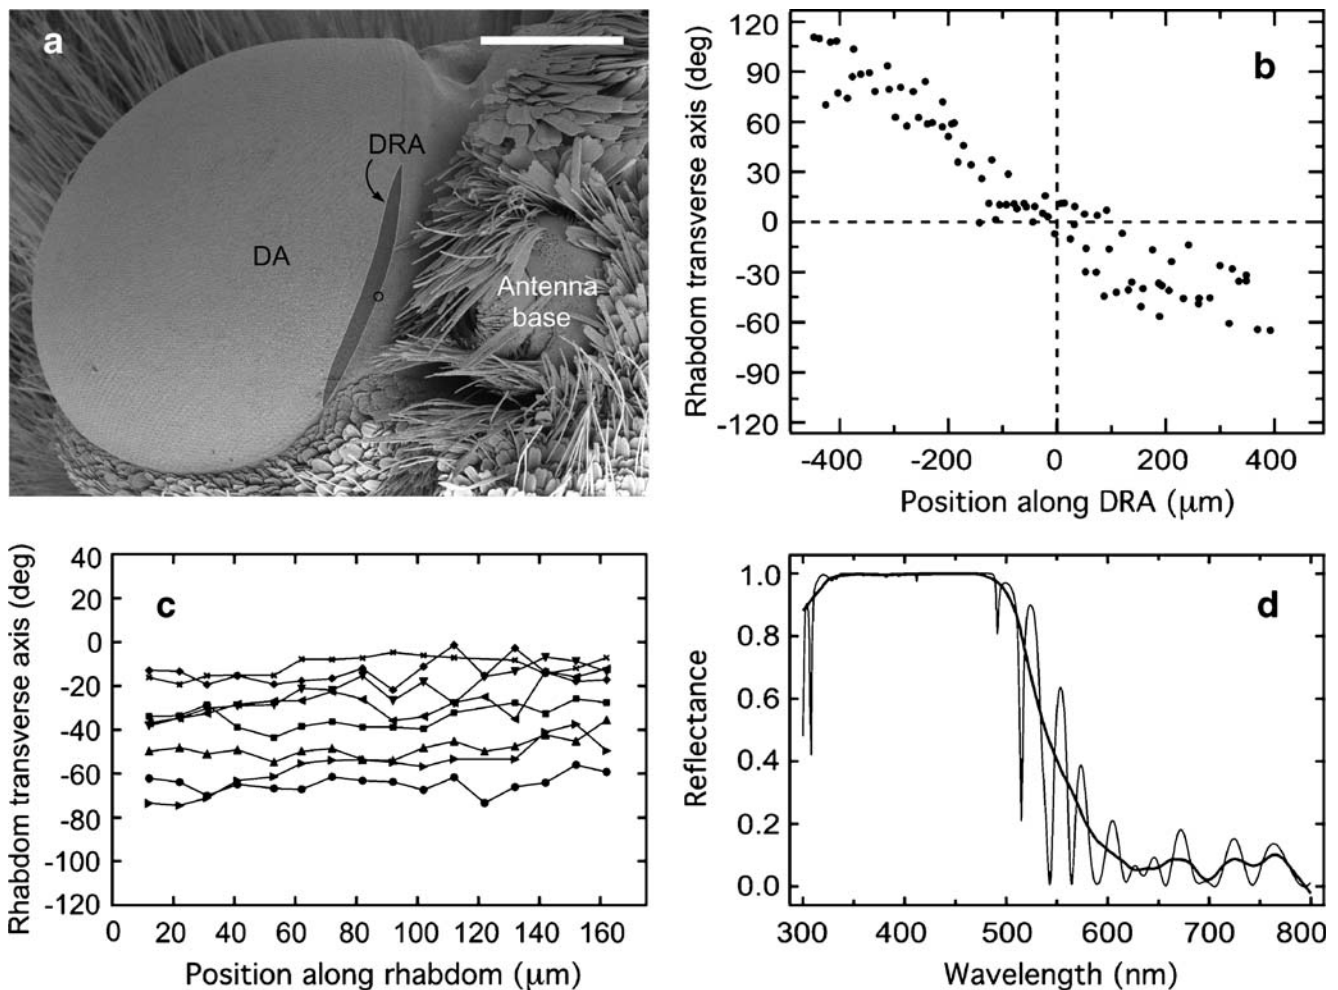 a
DRA
DA
Antenna
base
b
Rhabdom transverse axis (deg)
120
90
60
30
0
-30
-60
-90
-120
-400 -200 0 200 400
Position along DRA (μm)
c
Rhabdom transverse axis (deg)
40
20
0
-20
-40
-60
-80
-100
-120
0 20 40 60 80 100 120 140 160
Position along rhabdom (μm)
d
Reflectance
1.0
0.8
0.6
0.4
0.2
0.0
300 400 500 600 700 800
Wavelength (nm)